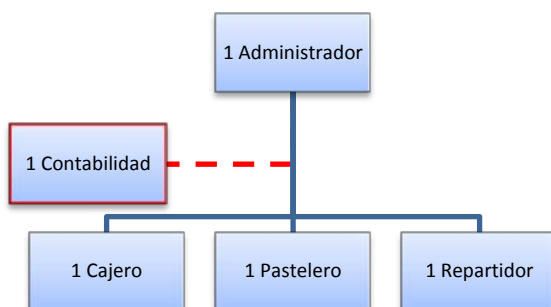 1 Administrador
1 Contabilidad
1 Cajero
1 Pastelero
1 Repartidor